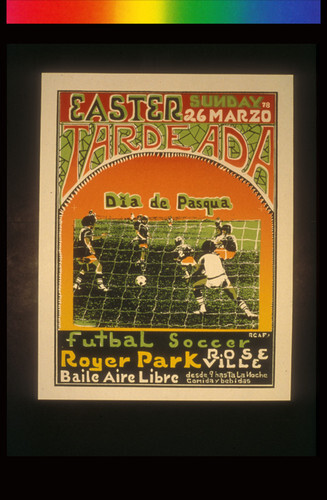 EASTER SUNDAY 78
26 MARZO
TARDEADA
Dïa de Pasqua
RCAF
futbal Soccer
Royer Park ROSE
VILLE
Baile Aire Libre desde 9 hasta La Noche
Comida y bebidas